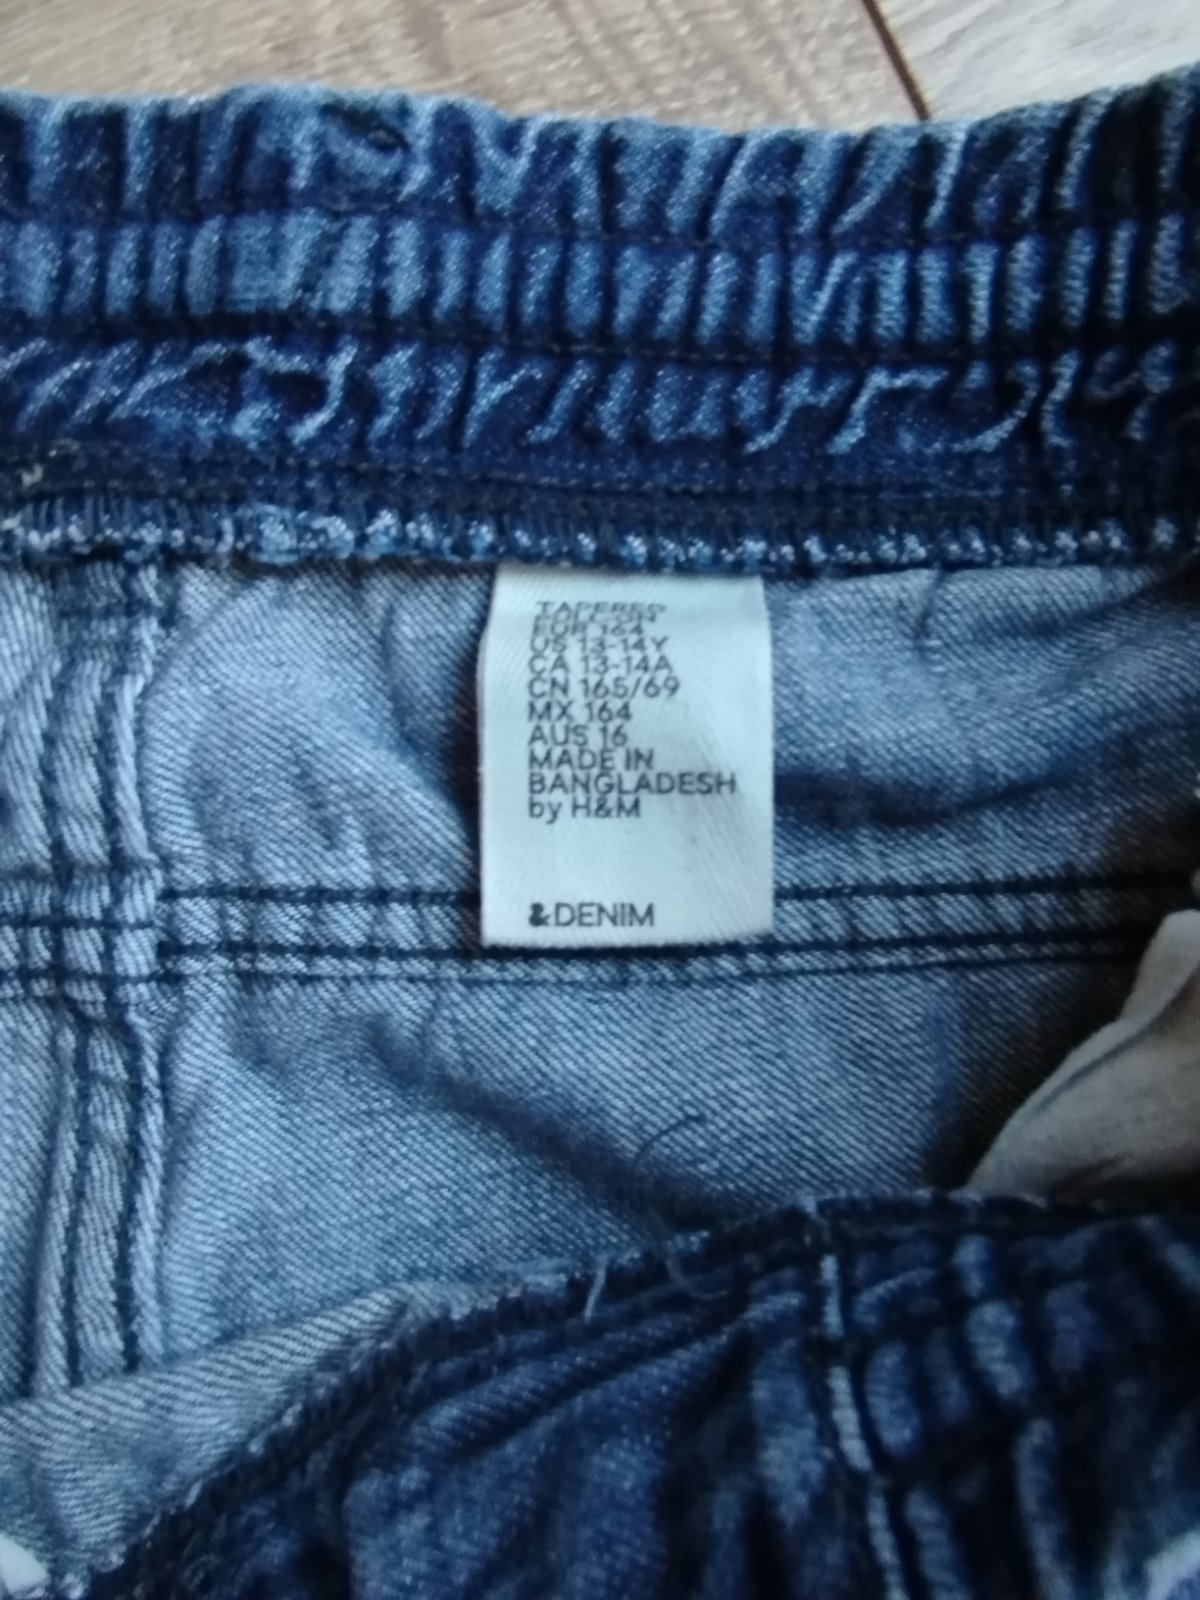 TAPERED
EUR 164
US 13-14Y
CA 13-14A
CN 165/69
MX 164
AUS 16
MADE IN
BANGLADESH
by H&M
&DENIM